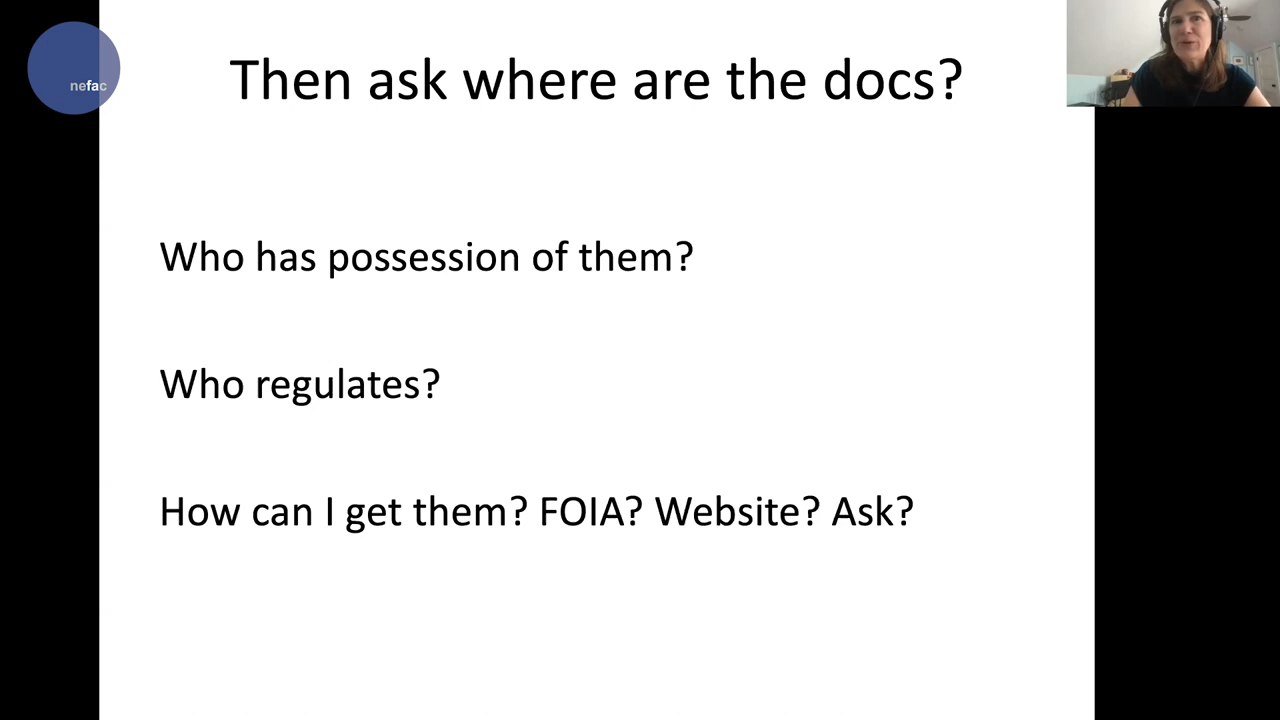 nefac
Then ask where are the docs?
Who has possession of them?
Who regulates?
How can I get them? FOIA? Website? Ask?